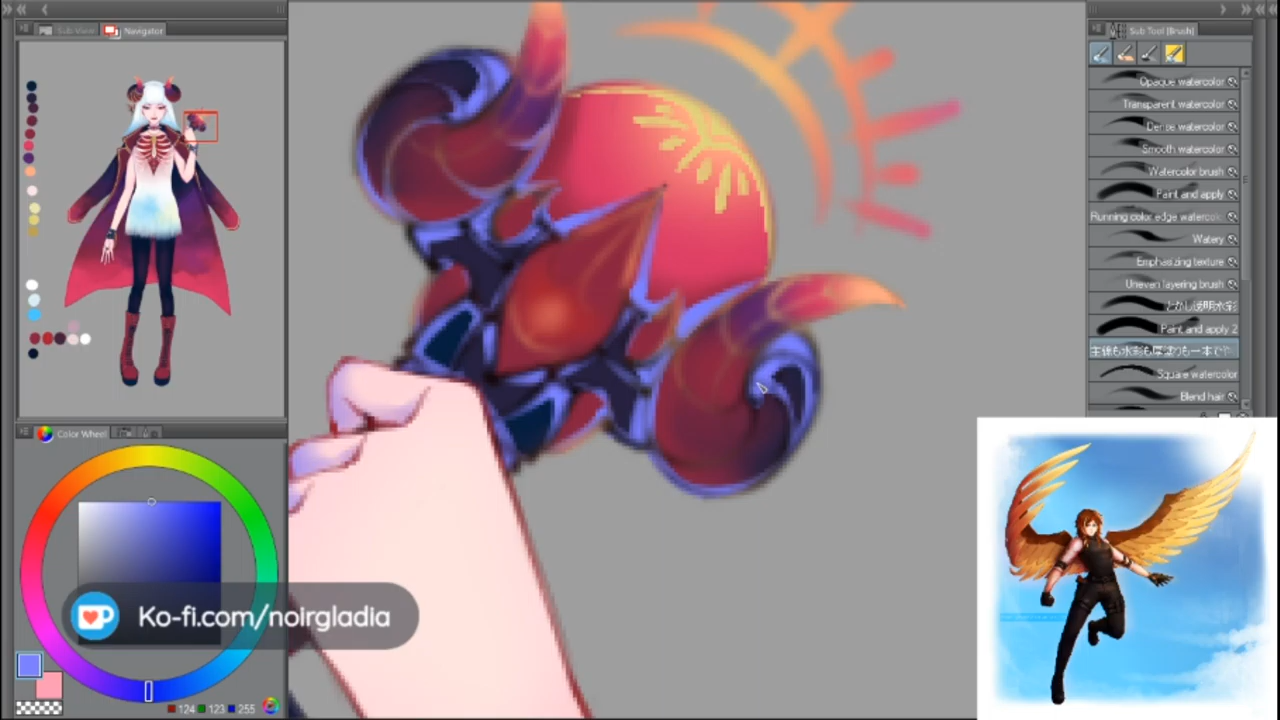 Sub View
Navigator
Sub Tool [Brush]
Opaque watercolor
Transparent watercolor
Dense watercolor
Smooth watercolor
Watercolor brush
Paint and apply
Running color edge watercolo
Watery
Emphasizing texture
Uneven layering brush
Paint and apply 2
Square watercolor
Blend hair
Color Wheel
Ko-fi.com/noirgladia
124 123 255